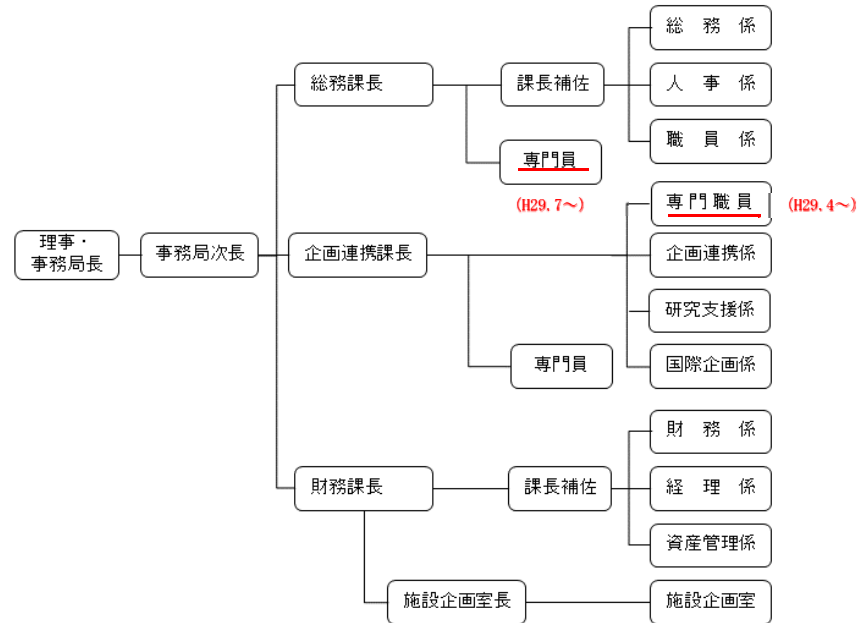 総 務 係
総務課長
課長補佐
人 事 係
職 員 係
専門員
(H29.7～)
専門職員
(H29.4～)
理事・
事務局長
事務局次長
企画連携課長
企画連携係
研究支援係
専門員
国際企画係
財 務 係
財務課長
課長補佐
経 理 係
資産管理係
施設企画室長
施設企画室